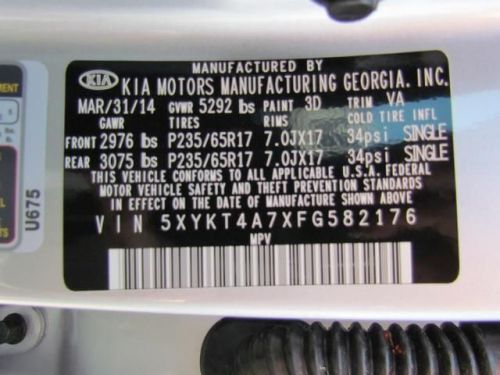 MANUFACTURED BY
KIA KIA MOTORS MANUFACTURING GEORGIA. INC.
MAR/31/14 GVWR 5292 lbs PAINT 3D TRIM VA
GAWR TIRES RIMS COLD TIRE INFL
FRONT 2976 lbs P235/65R17 7.0JX17 34psi SINGLE
REAR 3075 lbs P235/65R17 7.0JX17 34psi SINGLE
THIS VEHICLE CONFORMS TO ALL APPLICABLE U.S.A. FEDERAL
MOTOR VEHICLE SAFETY AND THEFT PREVENTION STANDARDS
IN EFFECT ON THE DATE OF MANUFACTURE SHOWN ABOVE.
VIN 5XYKT4A7XFG582176
MPV
U675